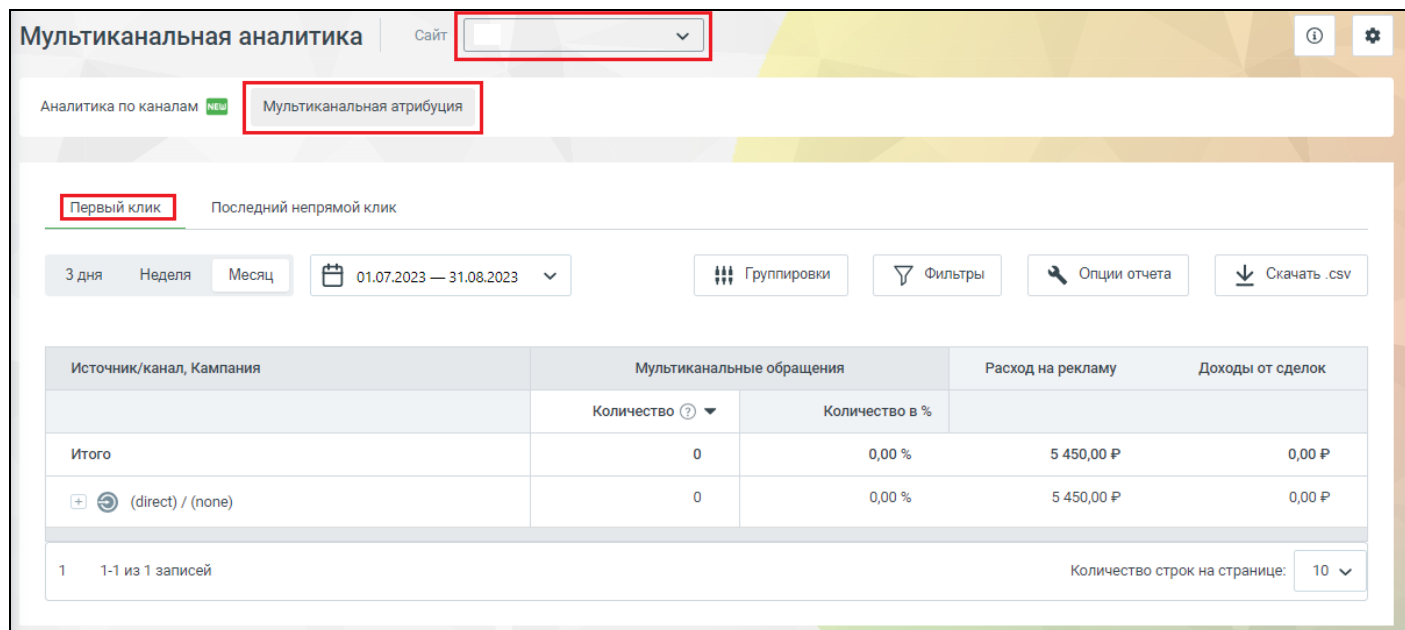 Мультиканальная аналитика Сайт
Аналитика по каналам NEW Мультиканальная атрибуция
Первый клик Последний непрямой клик
3 дня Неделя Месяц 01.07.2023 — 31.08.2023 Группировки Фильтры Опции отчета Скачать .csv
Источник/канал, Кампания Мультиканальные обращения Расход на рекламу Доходы от сделок
Количество ? Количество в %
Итого 0 0,00 % 5 450,00 ₽ 0,00 ₽
(direct) / (none) 0 0,00 % 5 450,00 ₽ 0,00 ₽
1 1-1 из 1 записей Количество строк на странице: 10